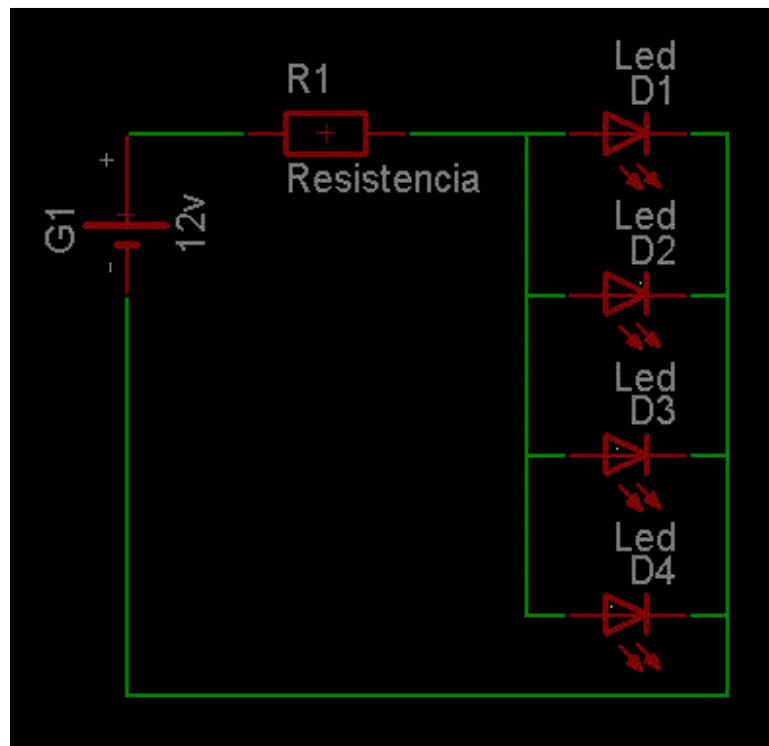 R1
Resistencia
G1
+
-
12v
Led
D1
Led
D2
Led
D3
Led
D4